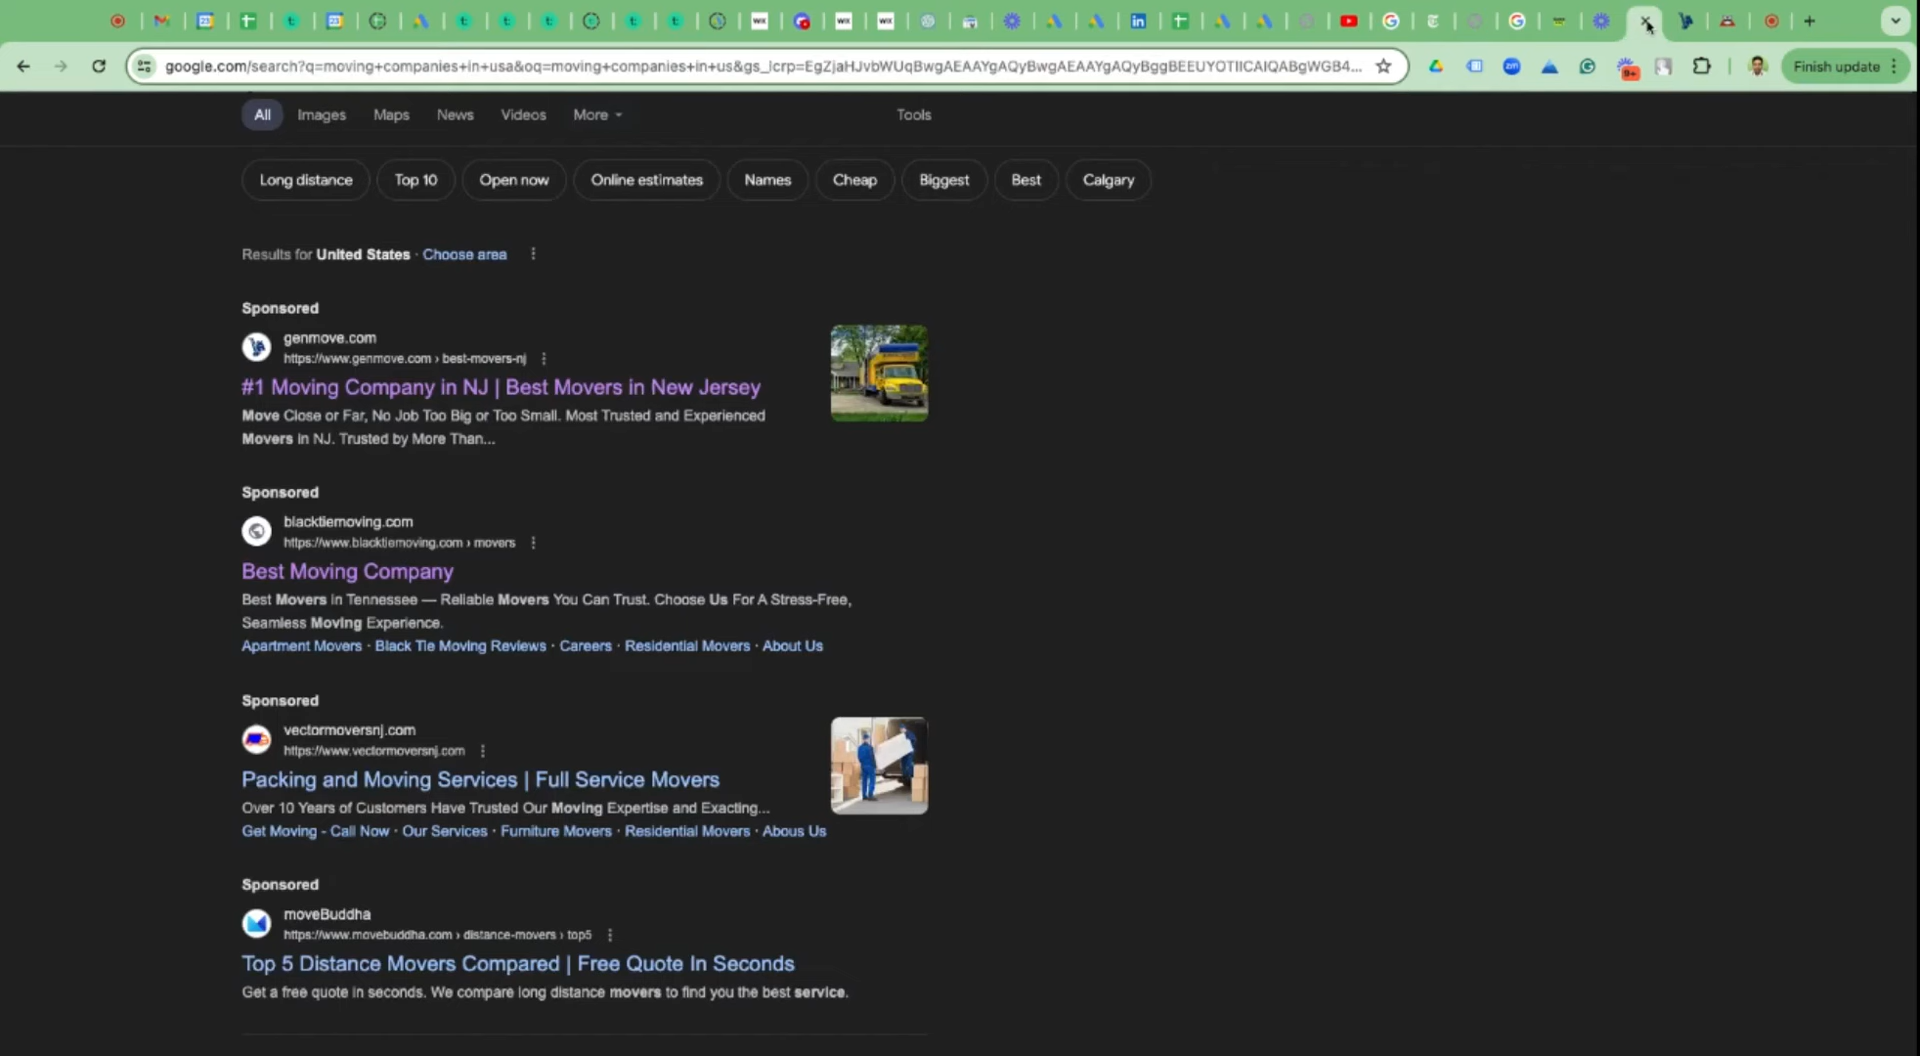 google.com/search?q=moving+companies+in+usa&oq=moving+companies+in+us&gs_lcrp=EgZjaHJvbWUqBwgAEAAYgAQyBwgAEAAYgAQyBggBEEUYOTIICAIQABgWGB4...
9+
Finish update
All Images Maps News Videos More Tools
Long distance Top 10 Open now Online estimates Names Cheap Biggest Best Calgary
Results for United States · Choose area
Sponsored
genmove.com
https://www.genmove.com › best-movers-nj
#1 Moving Company in NJ | Best Movers in New Jersey
Move Close or Far, No Job Too Big or Too Small. Most Trusted and Experienced
Movers in NJ. Trusted by More Than...
Sponsored
blacktiemoving.com
https://www.blacktiemoving.com › movers
Best Moving Company
Best Movers in Tennessee — Reliable Movers You Can Trust. Choose Us For A Stress-Free,
Seamless Moving Experience.
Apartment Movers · Black Tie Moving Reviews · Careers · Residential Movers · About Us
Sponsored
vectormoversnj.com
https://www.vectormoversnj.com
Packing and Moving Services | Full Service Movers
Over 10 Years of Customers Have Trusted Our Moving Expertise and Exacting...
Get Moving - Call Now · Our Services · Furniture Movers · Residential Movers · Abous Us
Sponsored
moveBuddha
https://www.movebuddha.com › distance-movers › top5
Top 5 Distance Movers Compared | Free Quote In Seconds
Get a free quote in seconds. We compare long distance movers to find you the best service.